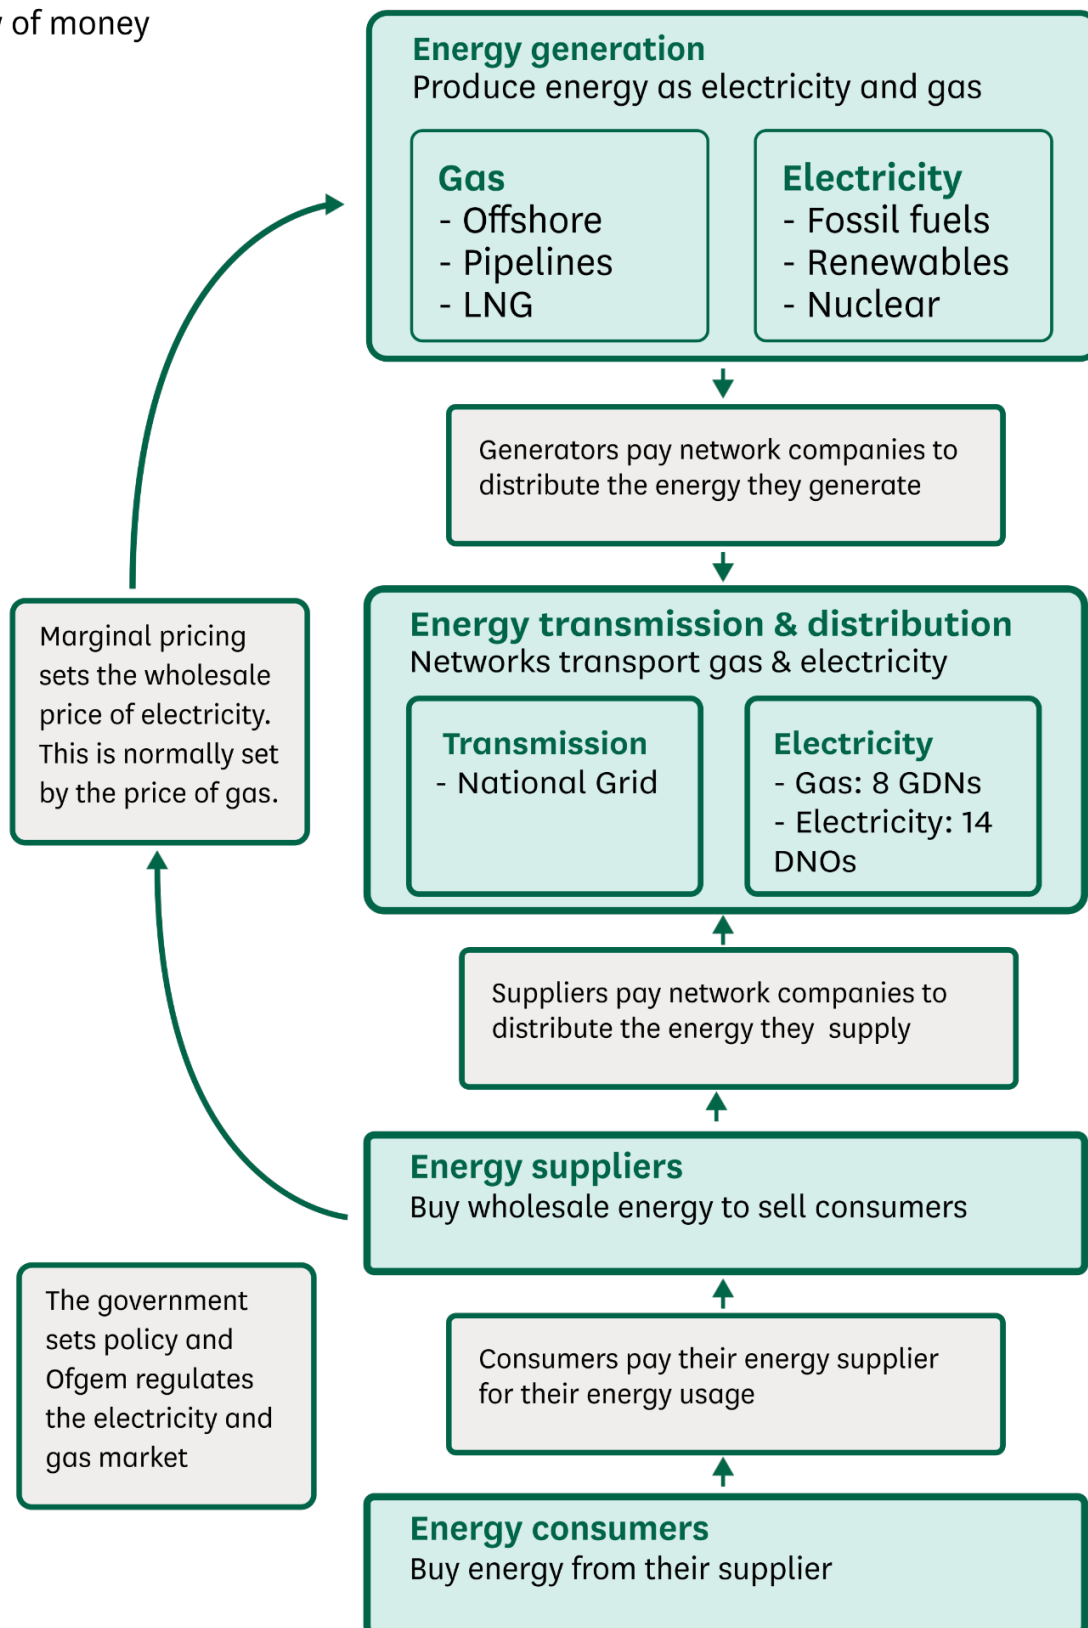 of money
Energy generation
Produce energy as electricity and gas
Gas
- Offshore
- Pipelines
- LNG
Electricity
- Fossil fuels
- Renewables
- Nuclear
Generators pay network companies to
distribute the energy they generate
Marginal pricing
sets the wholesale
price of electricity.
This is normally set
by the price of gas.
Energy transmission & distribution
Networks transport gas & electricity
Transmission
- National Grid
Electricity
- Gas: 8 GDNs
- Electricity: 14
DNOs
Suppliers pay network companies to
distribute the energy they  supply
Energy suppliers
Buy wholesale energy to sell consumers
The government
sets policy and
Ofgem regulates
the electricity and
gas market
Consumers pay their energy supplier
for their energy usage
Energy consumers
Buy energy from their supplier